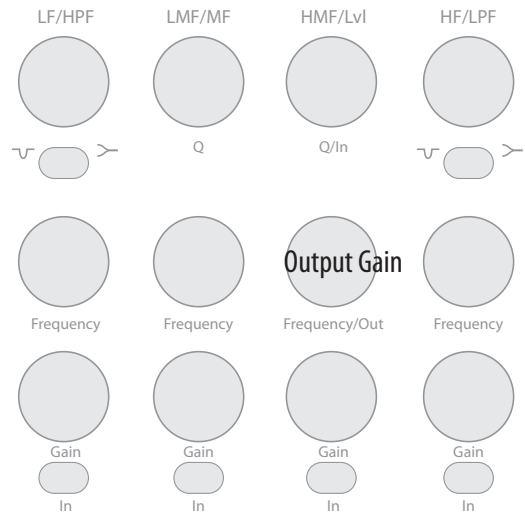 LF/HPF LMF/MF HMF/Lvl HF/LPF
Q Q/In
Output Gain
Frequency Frequency Frequency/Out Frequency
Gain Gain Gain Gain
In In In In